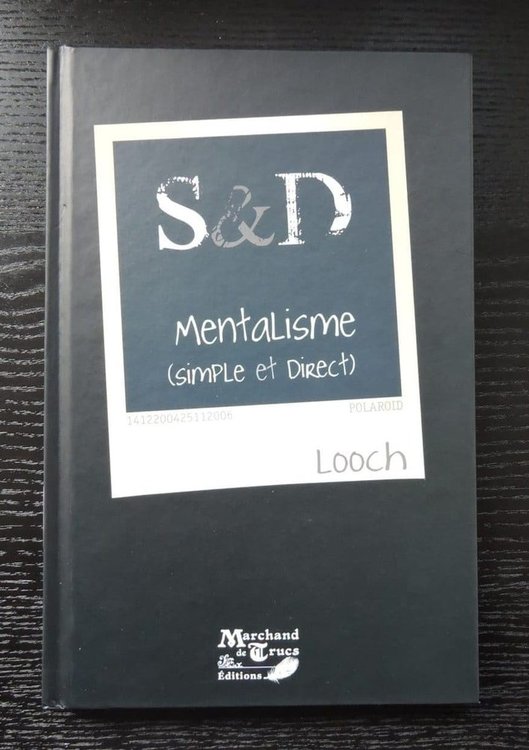 S&D
Mentalisme
(simple et Direct)
1412200425112006 POLAROID
Looch
Marchand
de Trucs
Éditions